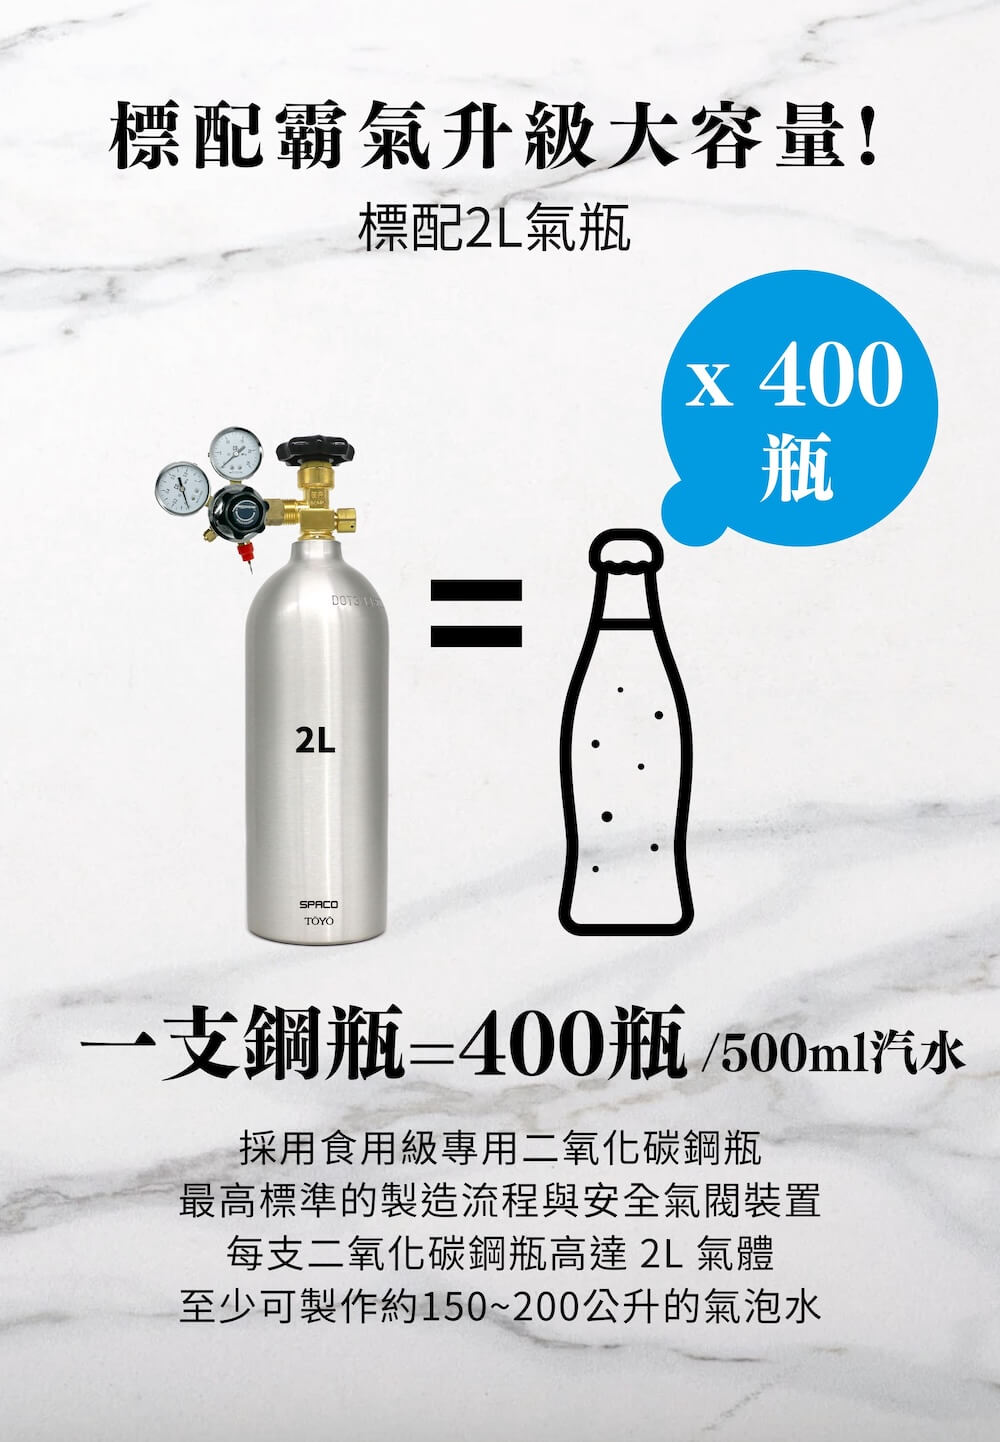 標配霸氣升級大容量!
標配2L氣瓶
x 400
瓶
2L
SPACO
TOYO
一支鋼瓶=400瓶 /500ml汽水
採用食用級專用二氧化碳鋼瓶
最高標準的製造流程與安全氣閥裝置
每支二氧化碳鋼瓶高達 2L 氣體
至少可製作約150~200公升的氣泡水